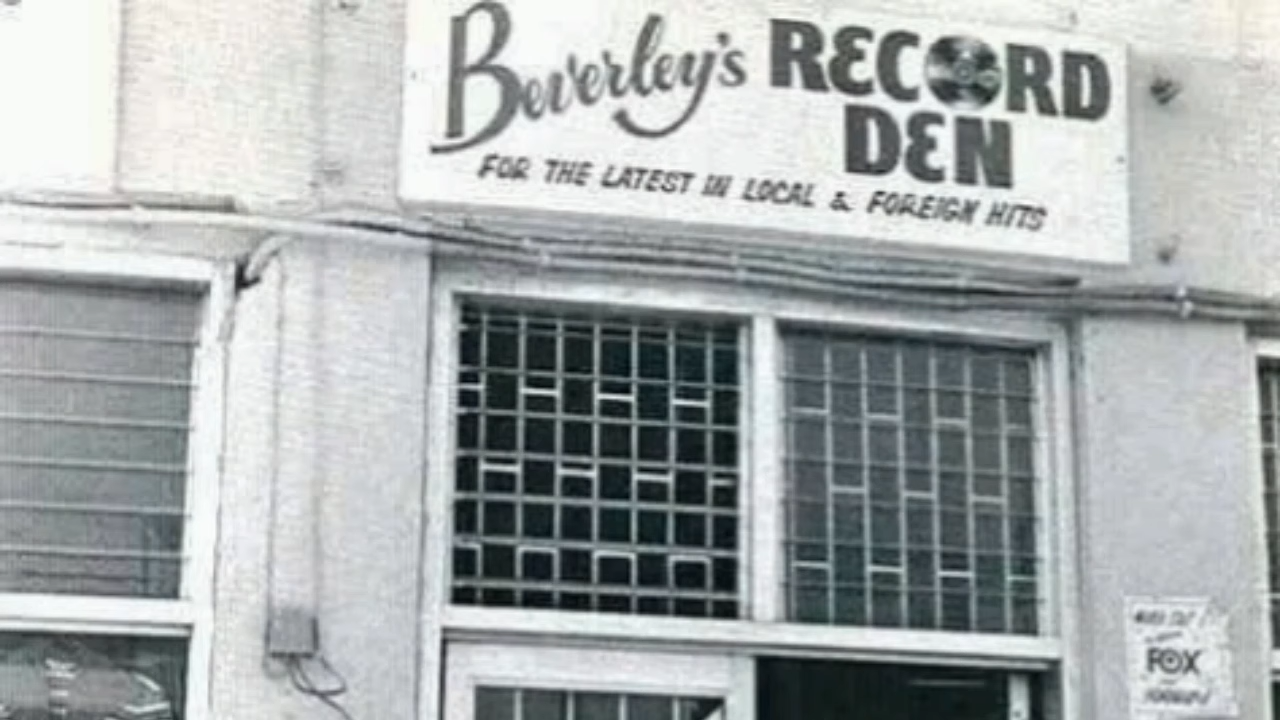 Beverley's RECORD
DEN
FOR THE LATEST IN LOCAL & FOREIGN HITS
FOX